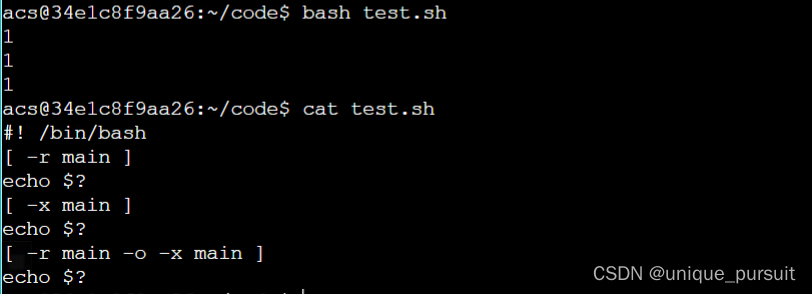 acs@34e1c8f9aa26:~/code$ bash test.sh
1
1
1
acs@34e1c8f9aa26:~/code$ cat test.sh
#! /bin/bash
[ -r main ]
echo $?
[ -x main ]
echo $?
[ -r main -o -x main ]
echo $?
CSDN @unique_pursuit